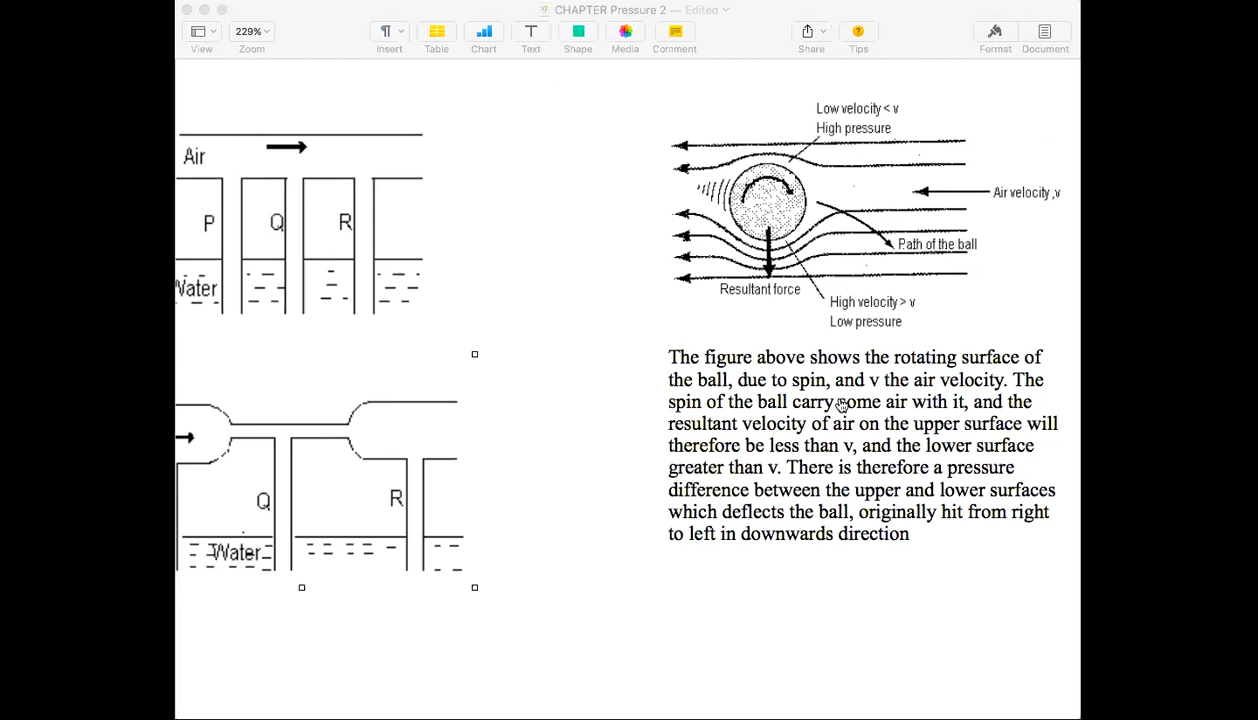 CHAPTER Pressure 2 — Edited
229%
View
Zoom
Insert
Table
Chart
Text
Shape
Media
Comment
Share
Tips
Format
Document
Air
P
Q
R
Water
Q
R
Water
Low velocity < v
High pressure
Air velocity ,v
Path of the ball
Resultant force
High velocity > v
Low pressure
The figure above shows the rotating surface of
the ball, due to spin, and v the air velocity. The
spin of the ball carry some air with it, and the
resultant velocity of air on the upper surface will
therefore be less than v, and the lower surface
greater than v. There is therefore a pressure
difference between the upper and lower surfaces
which deflects the ball, originally hit from right
to left in downwards direction